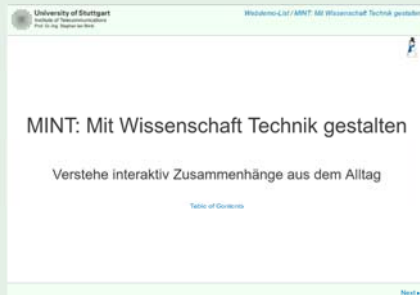 University of Stuttgart
Institute of Telecommunications
Prof. Dr.-Ing. Stephan ten Brink
Webdemo-List / MINT: Mit Wissenschaft Technik gestalten
MINT: Mit Wissenschaft Technik gestalten
Verstehe interaktiv Zusammenhänge aus dem Alltag
Table of Contents
Next